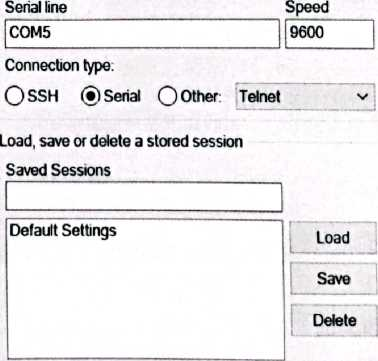 Serial line Speed
COM5 9600
Connection type:
SSH Serial Other: Telnet
Load, save or delete a stored session
Saved Sessions
Default Settings
Load
Save
Delete